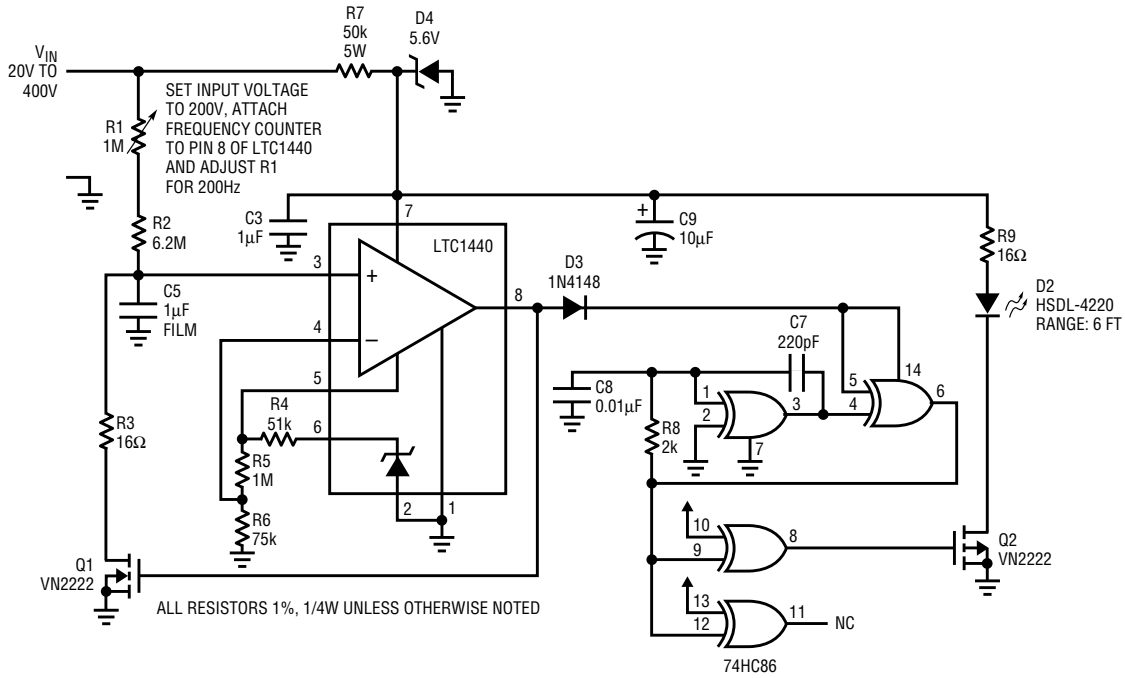 R7
50k
5W
D4
5.6V
VIN
20V TO
400V
SET INPUT VOLTAGE
TO 200V, ATTACH
FREQUENCY COUNTER
TO PIN 8 OF LTC1440
AND ADJUST R1
FOR 200Hz
R1
1M
R2
6.2M
C3
1µF
7
LTC1440
+
C9
10µF
R9
16Ω
D2
HSDL-4220
RANGE: 6 FT
3
+
C5
1µF
FILM
8
D3
1N4148
4
–
C7
220pF
5
R4
51k
6
C8
0.01µF
1
2
3
7
5
4
14
6
R3
16Ω
R5
1M
R8
2k
2
1
R6
75k
10
9
8
Q2
VN2222
Q1
VN2222
ALL RESISTORS 1%, 1/4W UNLESS OTHERWISE NOTED
13
12
11
NC
74HC86